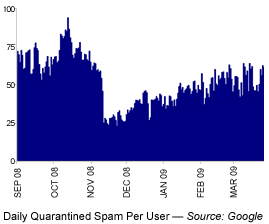 100
75
50
25
0
SEP 08
OCT 08
NOV 08
DEC 08
JAN 09
FEB 09
MAR 09
Daily Quarantined Spam Per User — Source: Google